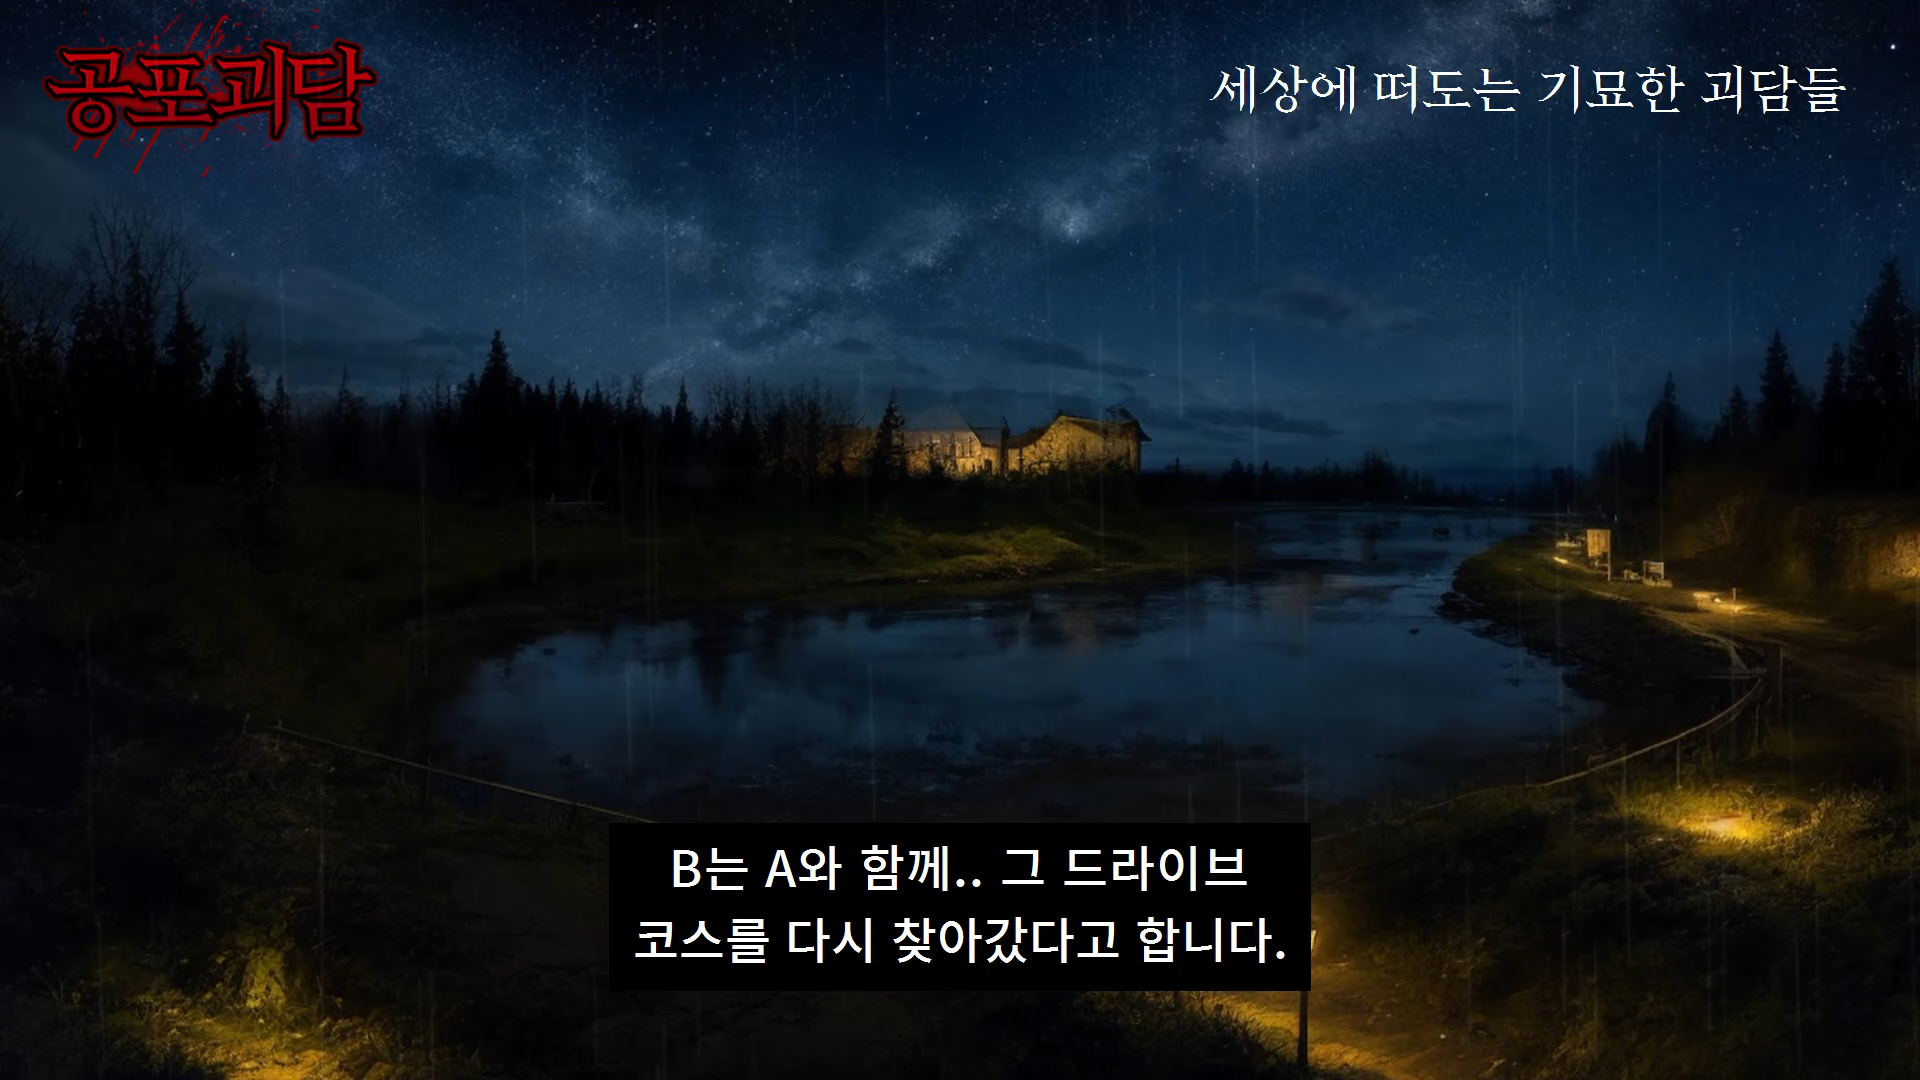 공포괴담
세상에 떠도는 기묘한 괴담들
B는 A와 함께.. 그 드라이브
코스를 다시 찾아갔다고 합니다.